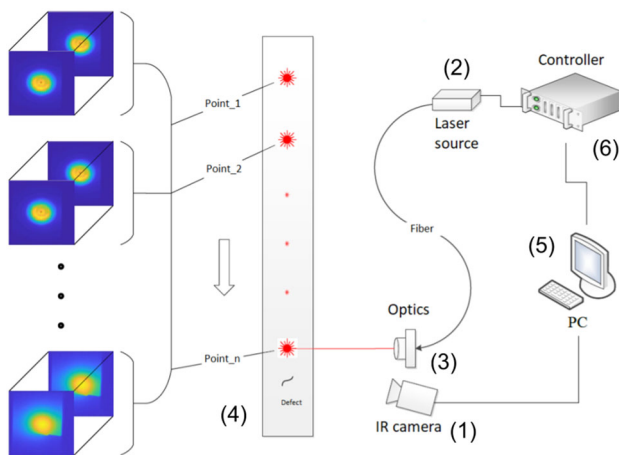 Controller
(2)
Laser
source
(6)
Point_1
Point_2
Fiber
(5)
PC
Optics
(3)
Point_n
(4)
Defect
IR camera
(1)